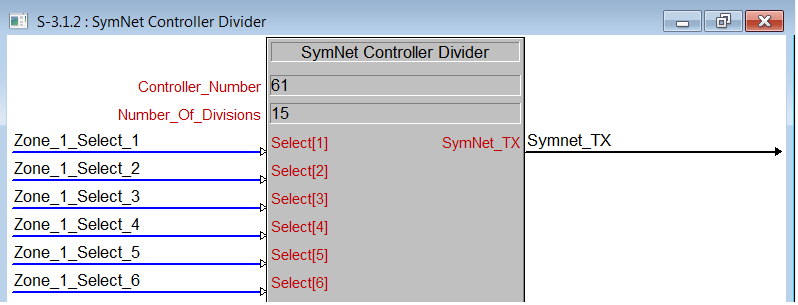 S-3.1.2 : SymNet Controller Divider
SymNet Controller Divider
Controller_Number 61
Number_Of_Divisions 15
Zone_1_Select_1 Select[1] SymNet_TX Symnet_TX
Zone_1_Select_2 Select[2]
Zone_1_Select_3 Select[3]
Zone_1_Select_4 Select[4]
Zone_1_Select_5 Select[5]
Zone_1_Select_6 Select[6]